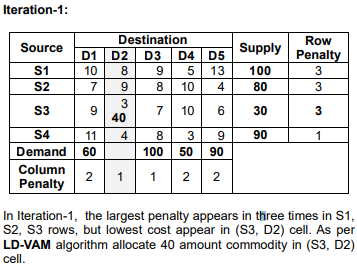 Iteration-1:
Source Destination Supply Row Penalty
D1 D2 D3 D4 D5
S1 10 8 9 5 13 100 3
S2 7 9 8 10 4 80 3
S3 9 3 40 7 10 6 30 3
S4 11 4 8 3 9 90 1
Demand 60 100 50 90
Column Penalty 2 1 1 2 2
In Iteration-1, the largest penalty appears in three times in S1,
S2, S3 rows, but lowest cost appear in (S3, D2) cell. As per
LD-VAM algorithm allocate 40 amount commodity in (S3, D2)
cell.